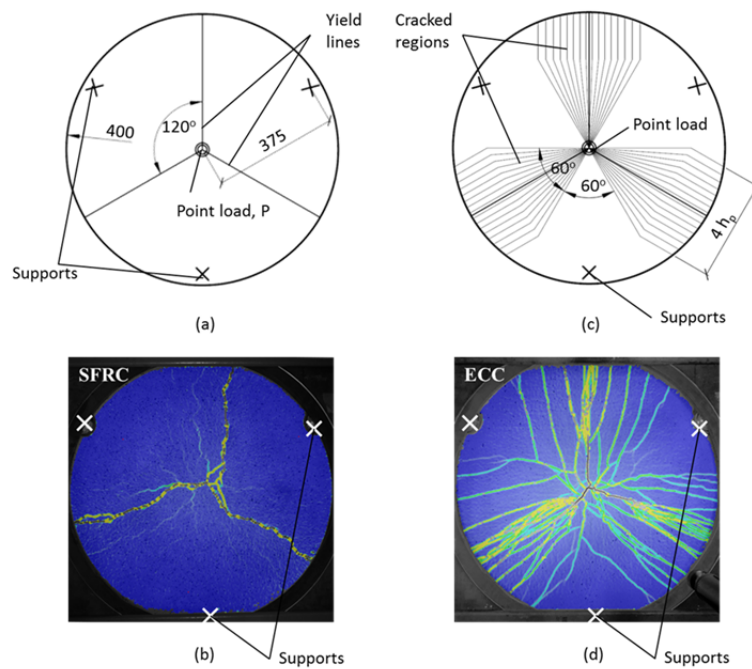 Yield
lines
Cracked
regions
400
120°
375
Point load, P
Supports
(a)
Point load
60°
60°
4 hp
Supports
(c)
SFRC
Supports
(b)
ECC
Supports
(d)